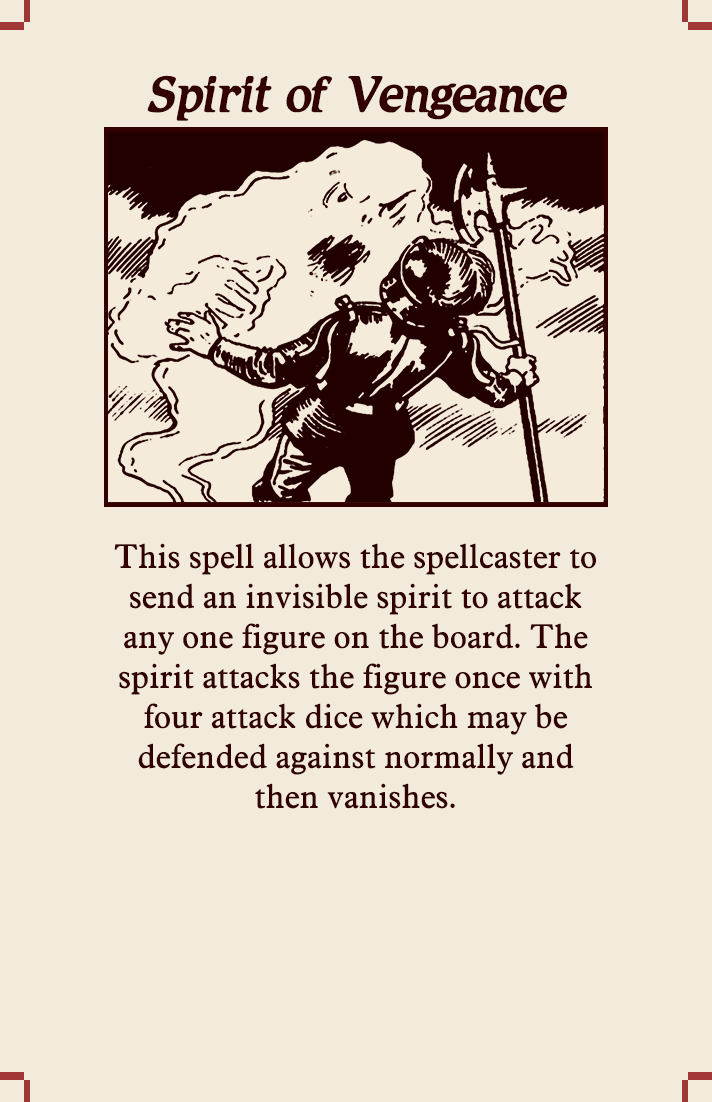 Spirit of Vengeance
This spell allows the spellcaster to
send an invisible spirit to attack
any one figure on the board. The
spirit attacks the figure once with
four attack dice which may be
defended against normally and
then vanishes.